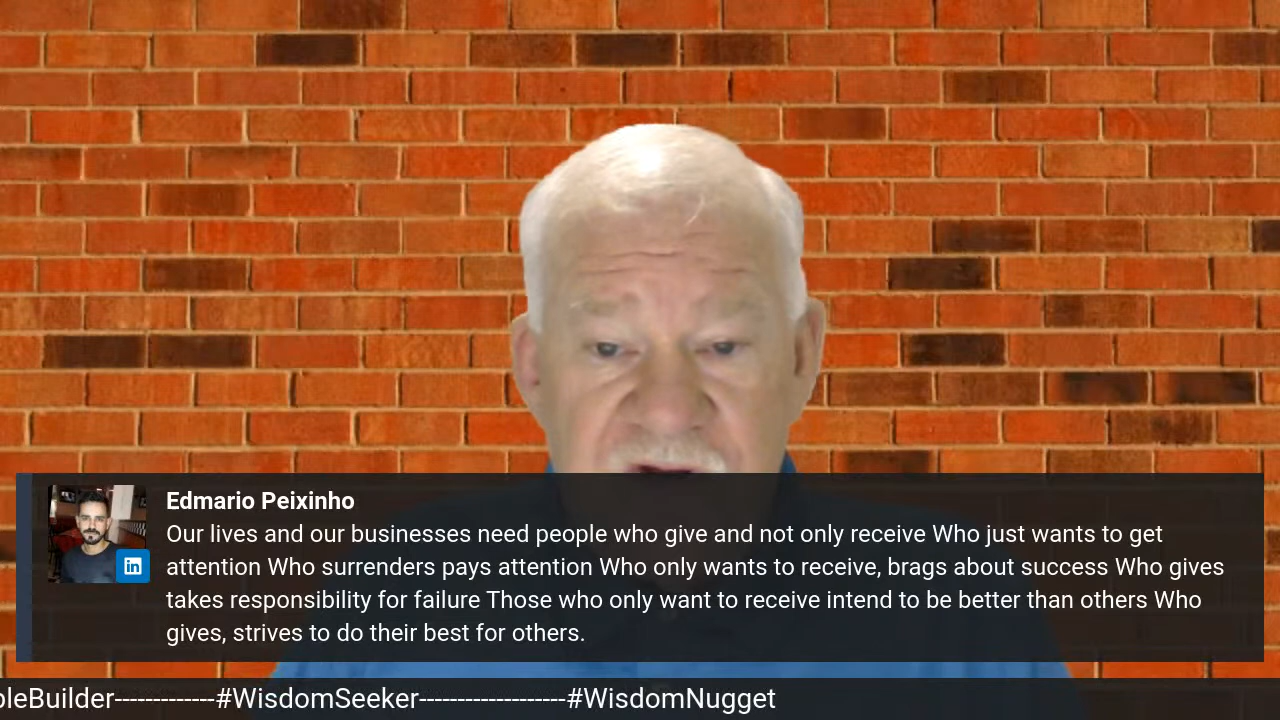 Edmario Peixinho
Our lives and our businesses need people who give and not only receive Who just wants to get
attention Who surrenders pays attention Who only wants to receive, brags about success Who gives
takes responsibility for failure Those who only want to receive intend to be better than others Who
gives, strives to do their best for others.
in
oleBuilder-------------#WisdomSeeker-------------------#WisdomNugget